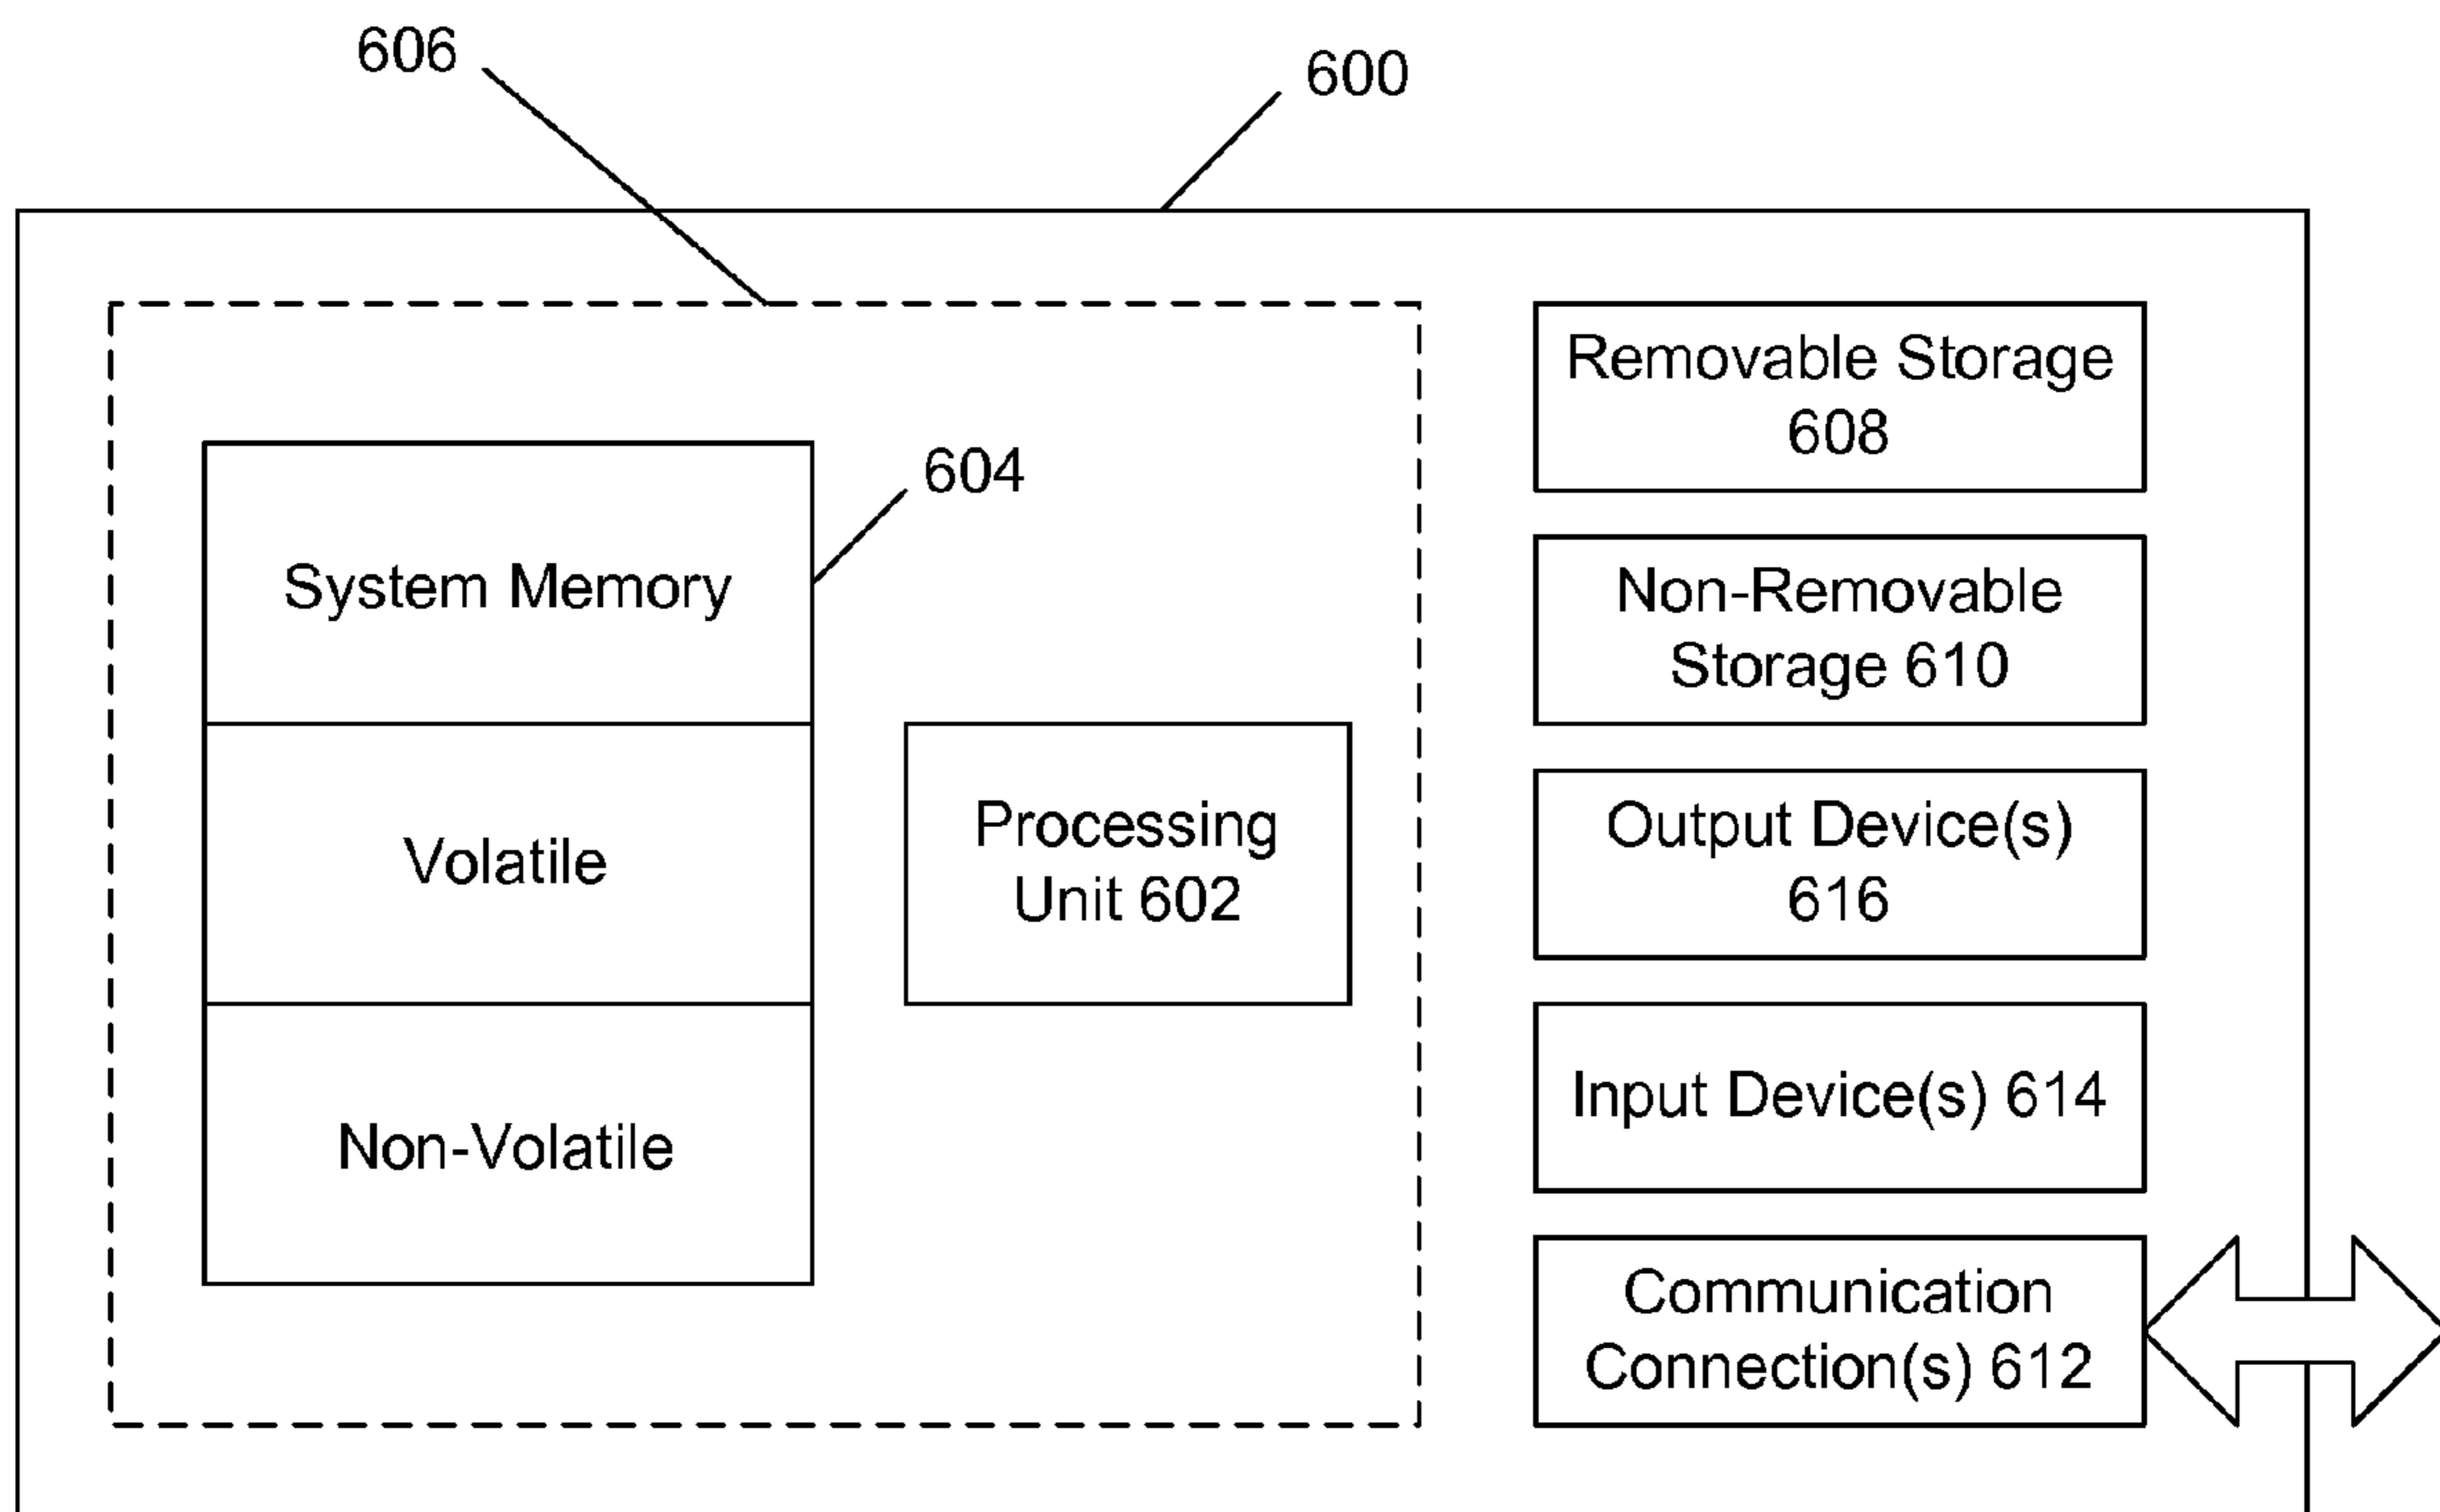 606
600
604
System Memory
Volatile
Non-Volatile
Processing
Unit 602
Removable Storage
608
Non-Removable
Storage 610
Output Device(s)
616
Input Device(s) 614
Communication
Connection(s) 612